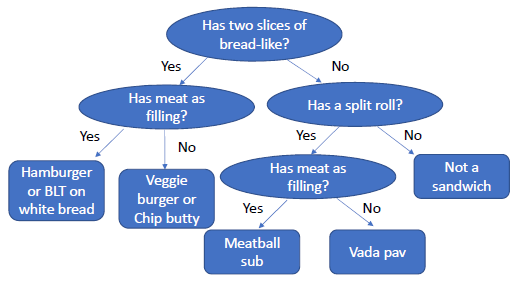 Has two slices of
bread-like?
Yes
No
Has meat as
filling?
Has a split roll?
Yes
No
Yes
No
Hamburger
or BLT on
white bread
Veggie
burger or
Chip butty
Has meat as
filling?
Not a
sandwich
Yes
No
Meatball
sub
Vada pav